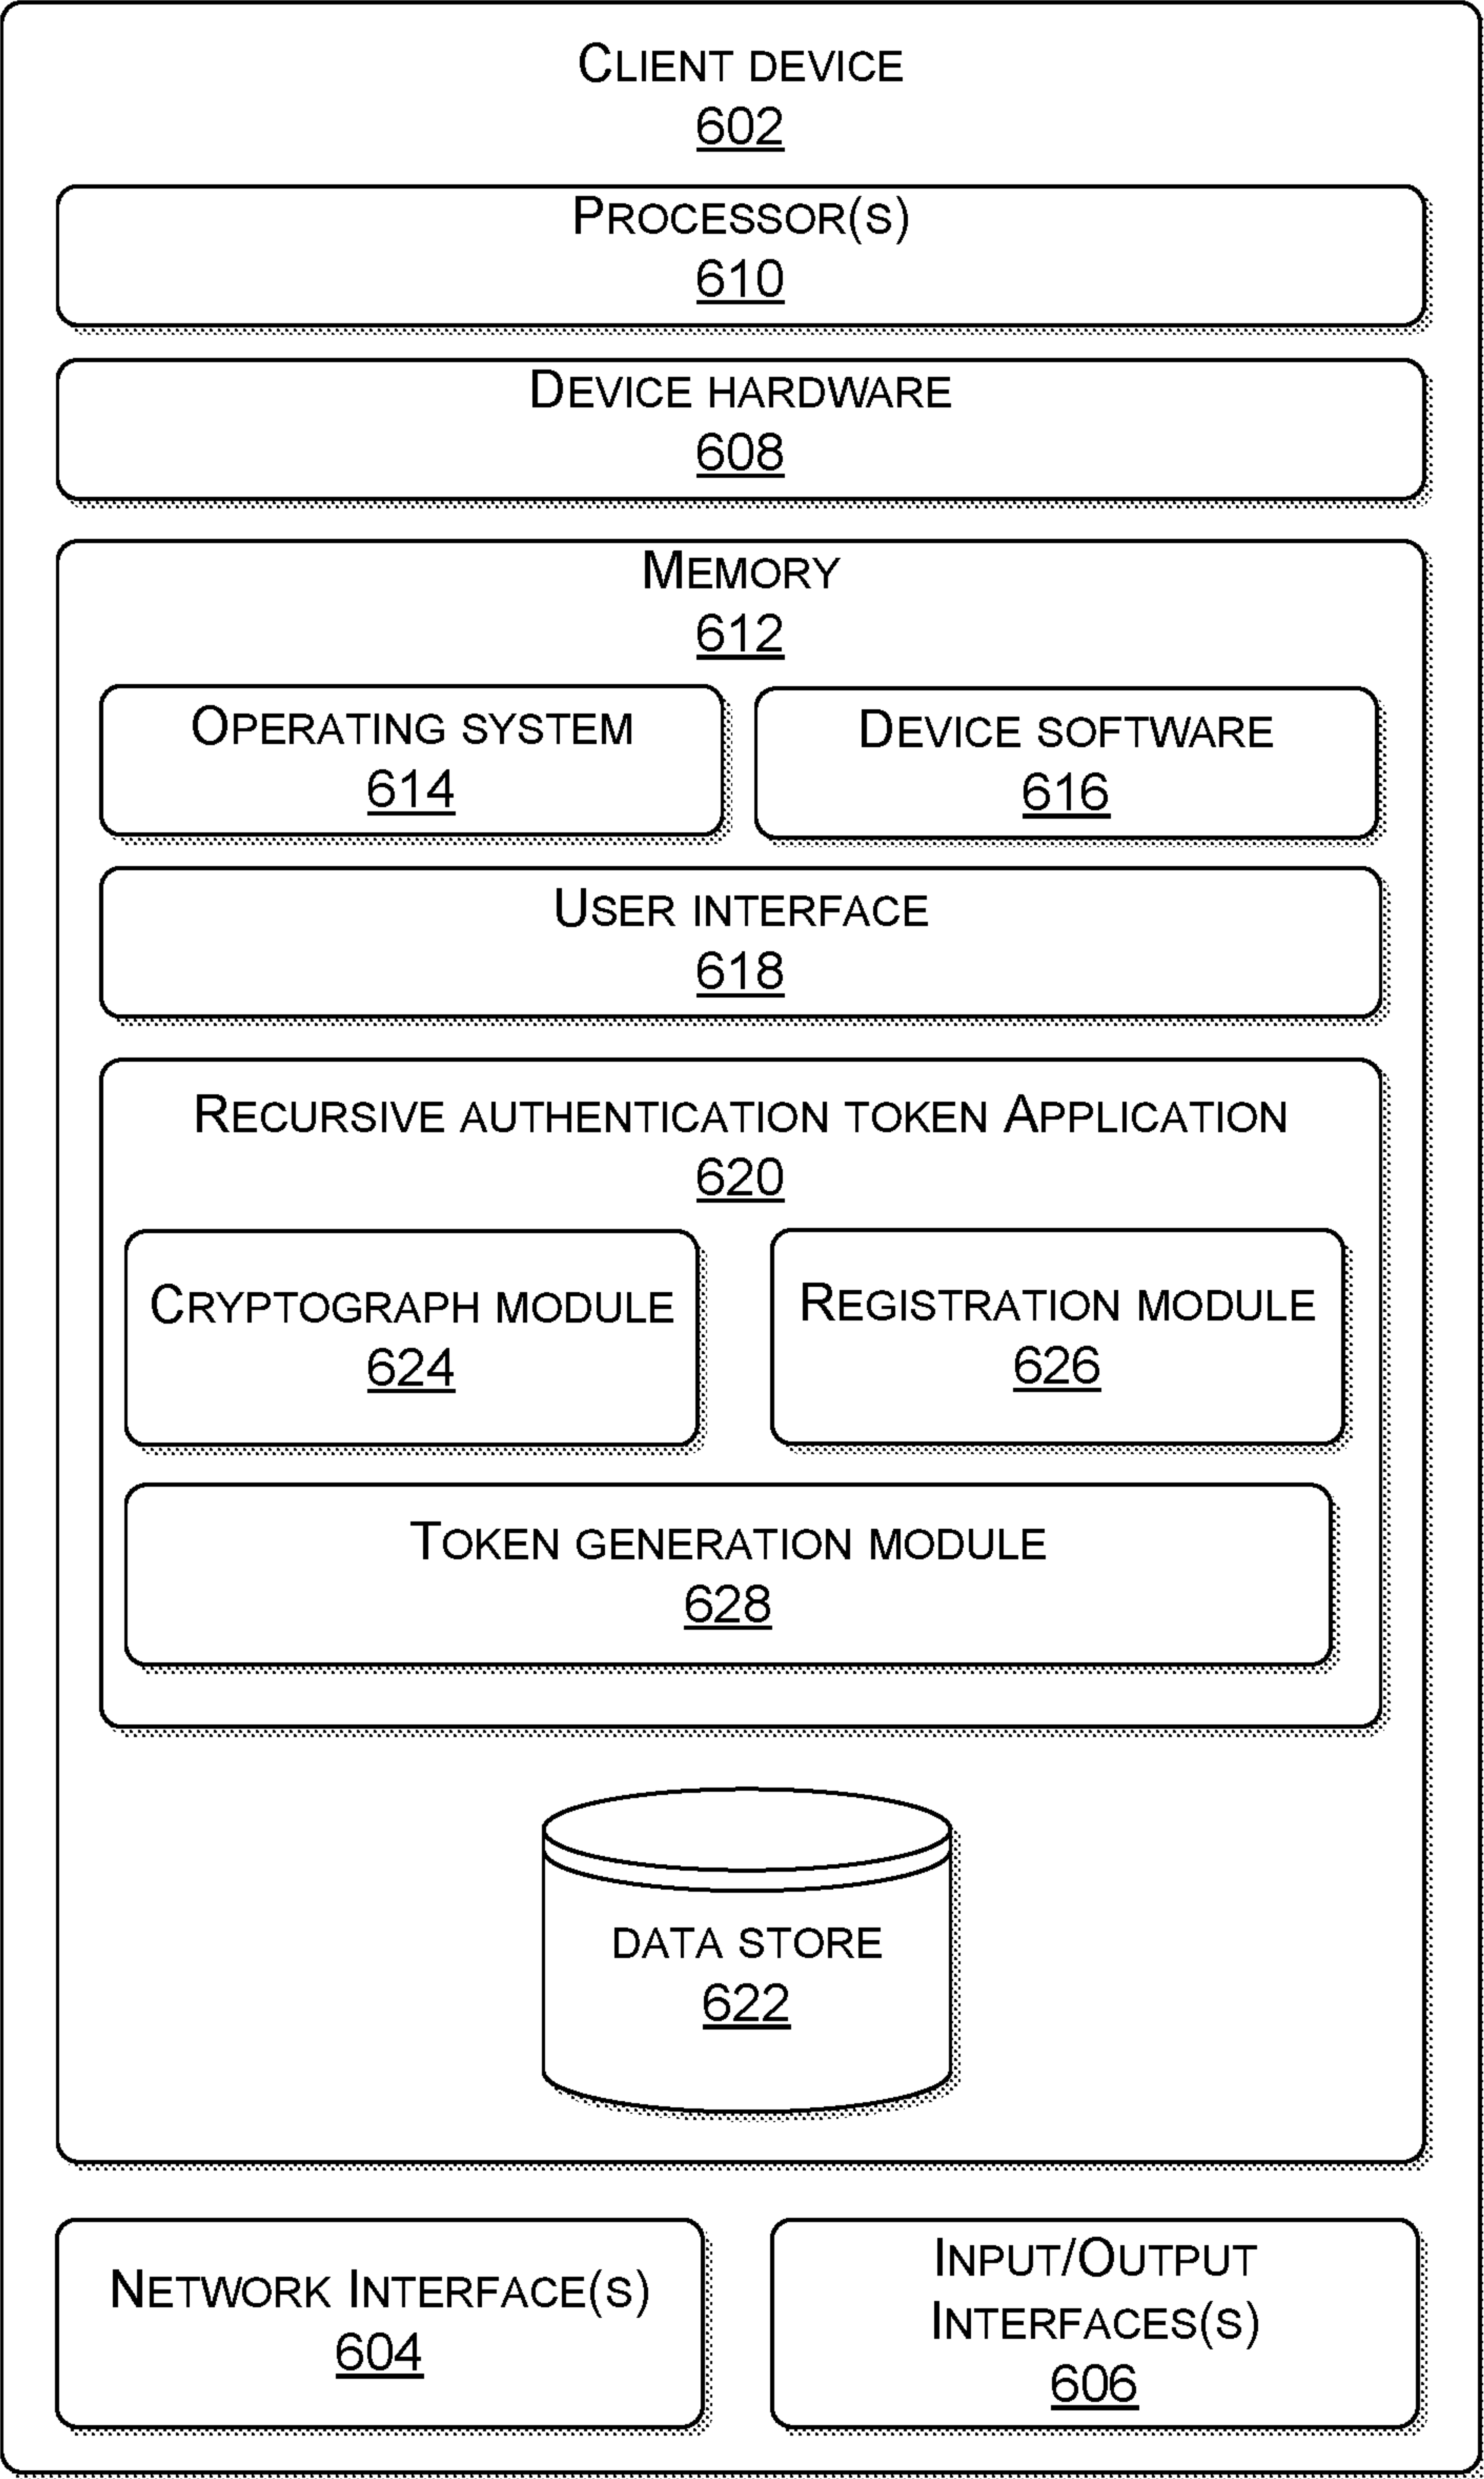 CLIENT DEVICE
602
PROCESSOR(S)
610
DEVICE HARDWARE
608
MEMORY
612
OPERATING SYSTEM
614
DEVICE SOFTWARE
616
USER INTERFACE
618
RECURSIVE AUTHENTICATION TOKEN APPLICATION
620
CRYPTOGRAPH MODULE
624
REGISTRATION MODULE
626
TOKEN GENERATION MODULE
628
DATA STORE
622
NETWORK INTERFACE(S)
604
INPUT/OUTPUT
INTERFACES(S)
606